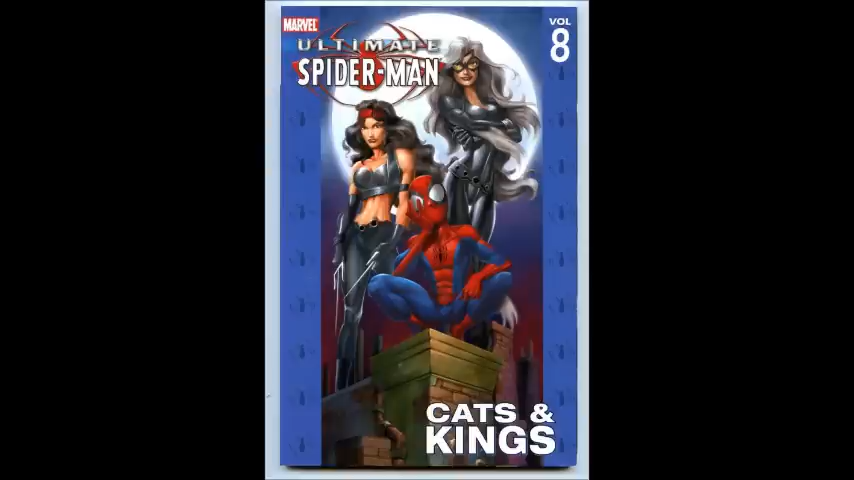 MARVEL
VOL
8
ULTIMATE
SPIDER-MAN
CATS &
KINGS